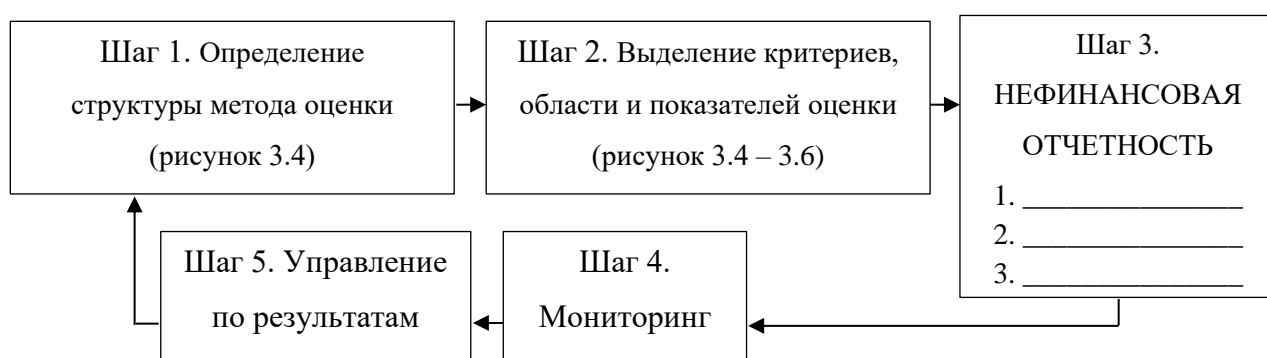 Шаг 1. Определение
структуры метода оценки
(рисунок 3.4)
Шаг 2. Выделение критериев,
области и показателей оценки
(рисунок 3.4 – 3.6)
Шаг 3.
НЕФИНАНСОВАЯ
ОТЧЕТНОСТЬ
1. _______________
2. _______________
3. _______________
Шаг 4.
Мониторинг
Шаг 5. Управление
по результатам